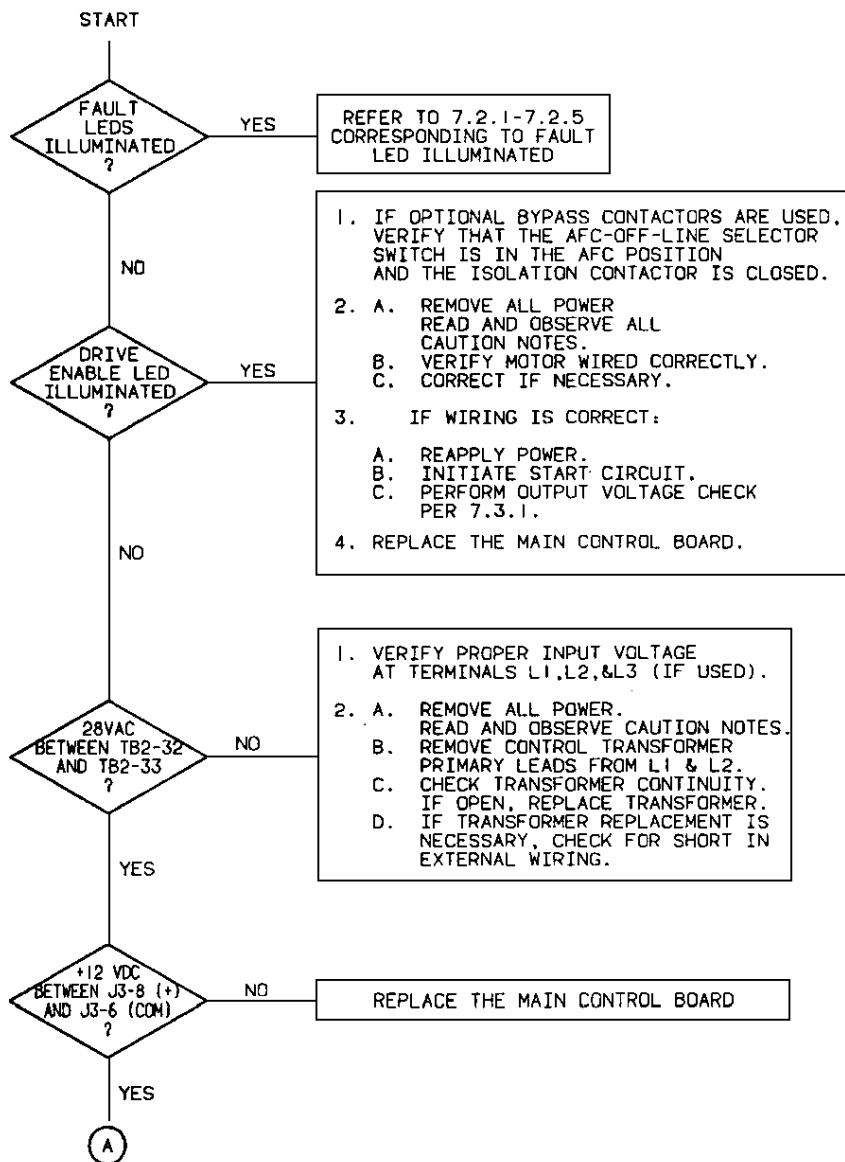 START
FAULT
LEDS
ILLUMINATED
?
YES
REFER TO 7.2.1-7.2.5
CORRESPONDING TO FAULT
LED ILLUMINATED
NO
DRIVE
ENABLE LED
ILLUMINATED
?
YES
1. IF OPTIONAL BYPASS CONTACTORS ARE USED,
VERIFY THAT THE AFC-OFF-LINE SELECTOR
SWITCH IS IN THE AFC POSITION
AND THE ISOLATION CONTACTOR IS CLOSED.
2. A. REMOVE ALL POWER
READ AND OBSERVE ALL
CAUTION NOTES.
B. VERIFY MOTOR WIRED CORRECTLY.
C. CORRECT IF NECESSARY.
3. IF WIRING IS CORRECT:
A. REAPPLY POWER.
B. INITIATE START CIRCUIT.
C. PERFORM OUTPUT VOLTAGE CHECK
PER 7.3.1.
4. REPLACE THE MAIN CONTROL BOARD.
NO
28VAC
BETWEEN TB2-32
AND TB2-33
?
NO
1. VERIFY PROPER INPUT VOLTAGE
AT TERMINALS L1,L2,&L3 (IF USED).
2. A. REMOVE ALL POWER.
READ AND OBSERVE CAUTION NOTES.
B. REMOVE CONTROL TRANSFORMER
PRIMARY LEADS FROM L1 & L2.
C. CHECK TRANSFORMER CONTINUITY.
IF OPEN, REPLACE TRANSFORMER.
D. IF TRANSFORMER REPLACEMENT IS
NECESSARY, CHECK FOR SHORT IN
EXTERNAL WIRING.
YES
+12 VDC
BETWEEN J3-8 (+)
AND J3-6 (COM)
?
NO
REPLACE THE MAIN CONTROL BOARD
YES
A